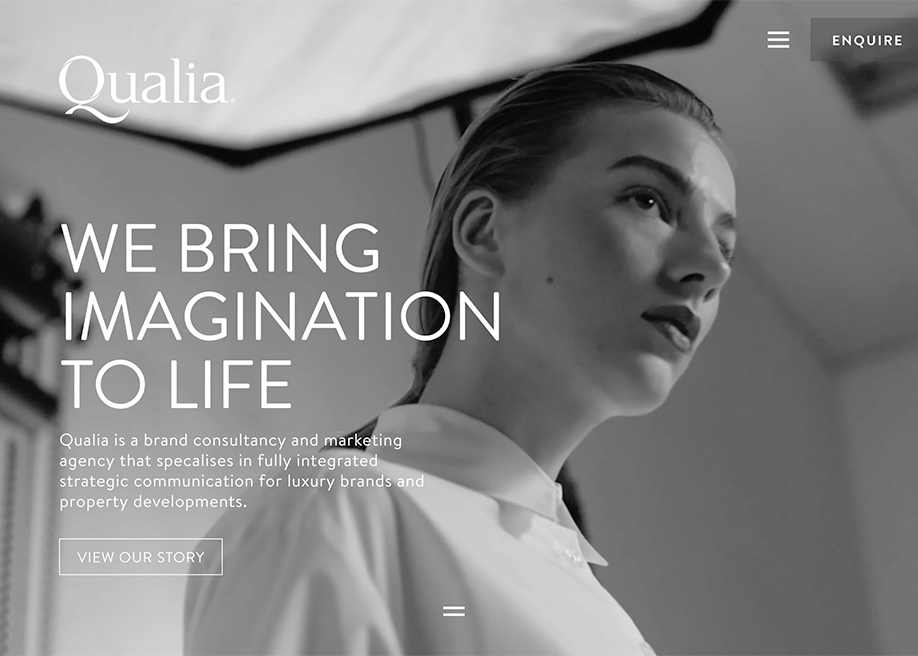 ENQUIRE
Qualia.
WE BRING
IMAGINATION
TO LIFE
Qualia is a brand consultancy and marketing
agency that specalises in fully integrated
strategic communication for luxury brands and
property developments.
VIEW OUR STORY